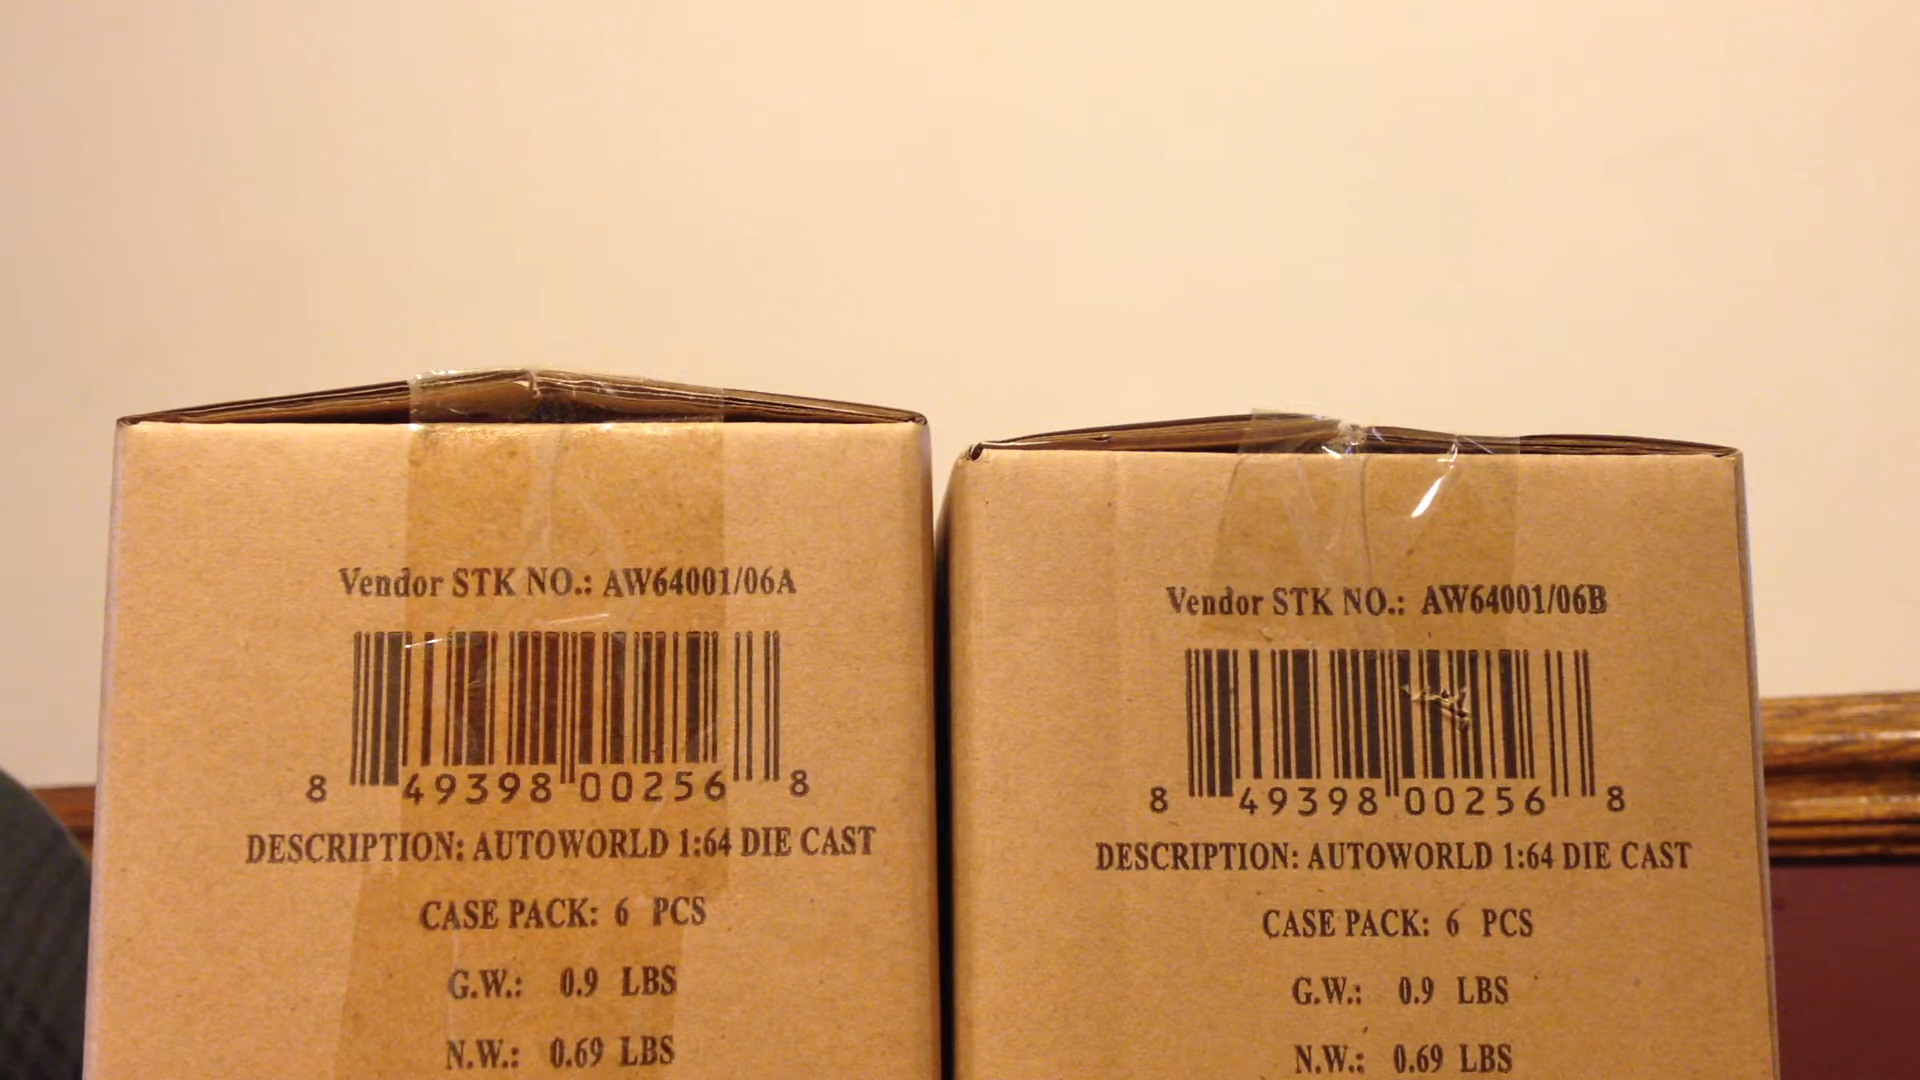 Vendor STK NO.: AW64001/06A
8 49398 00256 8
DESCRIPTION: AUTOWORLD 1:64 DIE CAST
CASE PACK: 6 PCS
G.W.: 0.9 LBS
N.W.: 0.69 LBS
Vendor STK NO.: AW64001/06B
8 49398 00256 8
DESCRIPTION: AUTOWORLD 1:64 DIE CAST
CASE PACK: 6 PCS
G.W.: 0.9 LBS
N.W.: 0.69 LBS